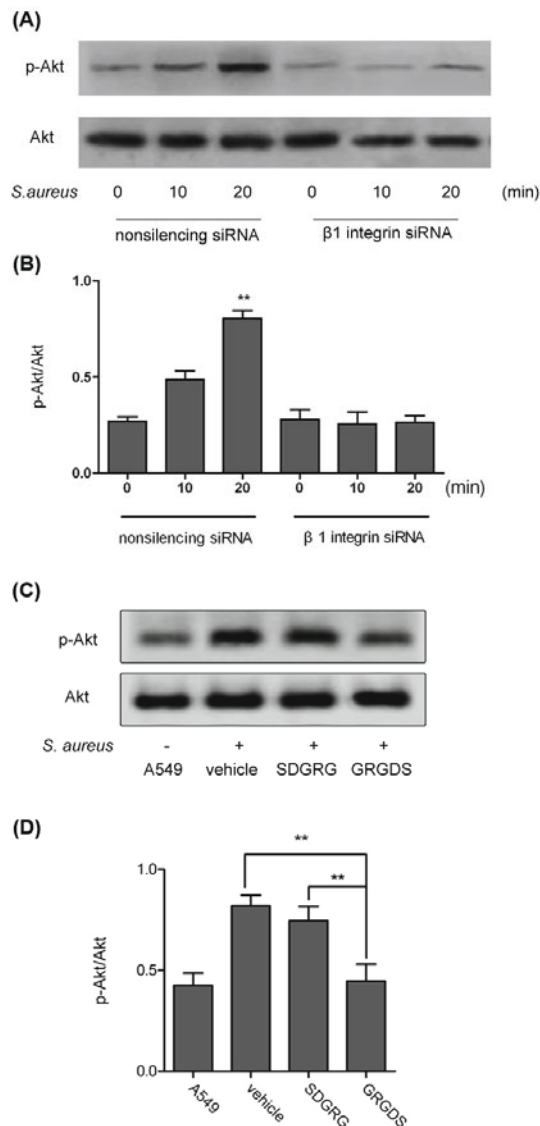 (A)
p-Akt
Akt
S.aureus 0 10 20 0 10 20 (min)
nonsilencing siRNA β1 integrin siRNA
(B)
1.0
**
p-Akt/Akt
0.5
0.0
0 10 20 0 10 20 (min)
nonsilencing siRNA β 1 integrin siRNA
(C)
p-Akt
Akt
S. aureus - + + +
A549 vehicle SDGRG GRGDS
(D)
**
1.0
**
p-Akt/Akt
0.5
0.0
A549 vehicle SDGRG GRGDS